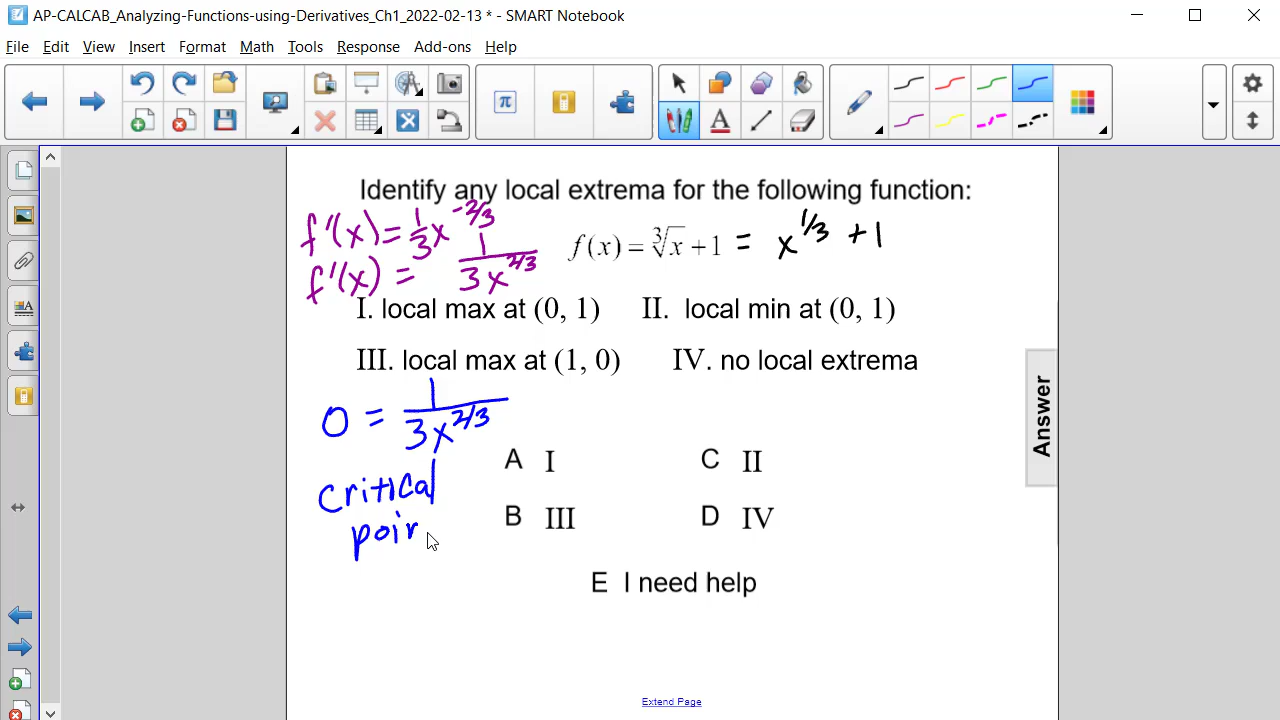 AP-CALCAB_Analyzing-Functions-using-Derivatives_Ch1_2022-02-13 * - SMART Notebook
File Edit View Insert Format Math Tools Response Add-ons Help
Identify any local extrema for the following function:
f'(x) = 1/3 x^-2/3
f(x) = ∛x + 1 = x^1/3 + 1
f'(x) = 1/3x^2/3
I. local max at (0, 1) II. local min at (0, 1)
III. local max at (1, 0) IV. no local extrema
0 = 1/3x^2/3
Answer
A I C II
critical
B III D IV
poir
E I need help
Extend Page